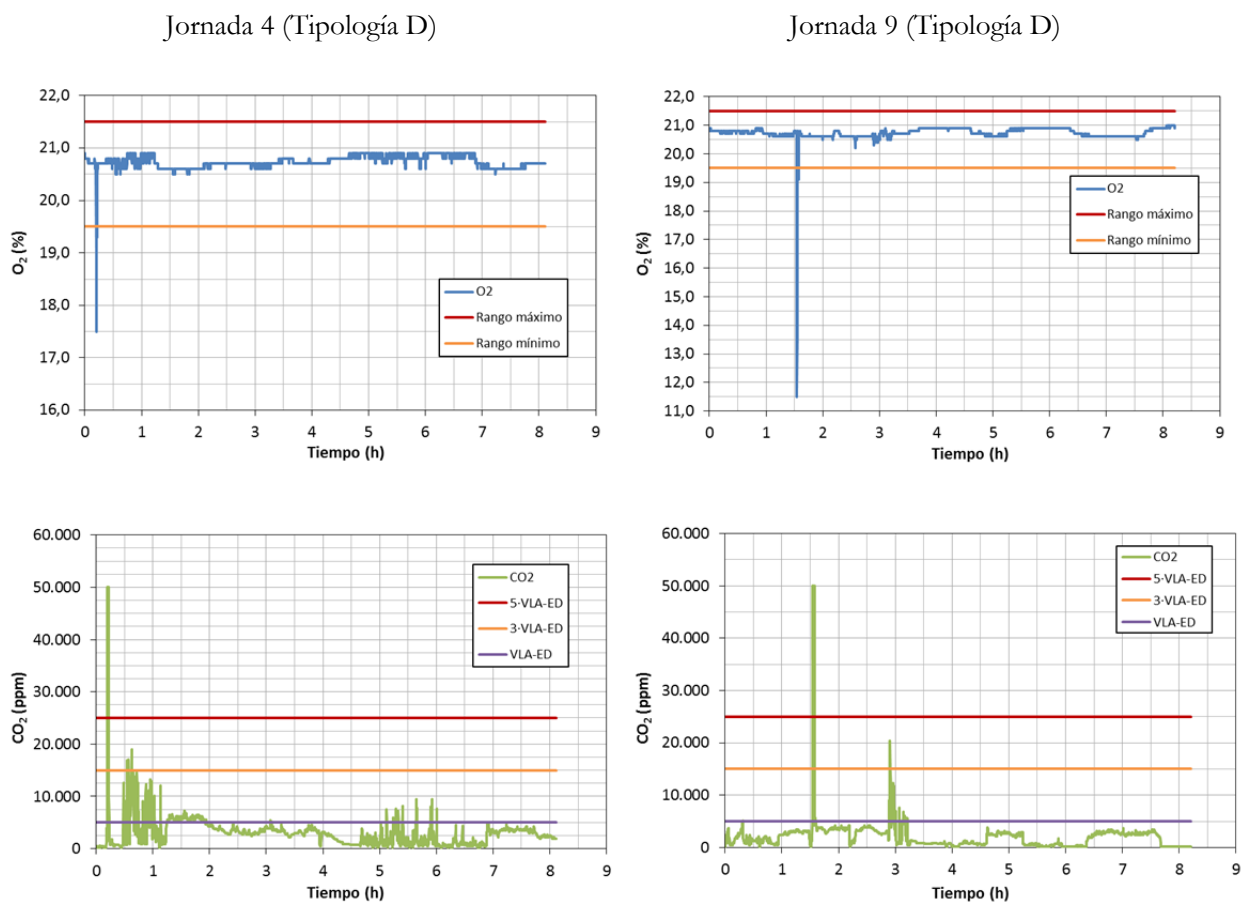 Jornada 4 (Tipología D)
Jornada 9 (Tipología D)
22,0
21,0
20,0
19,0
18,0
17,0
16,0
O2 (%)
O2
Rango máximo
Rango mínimo
0 1 2 3 4 5 6 7 8 9
Tiempo (h)
22,0
21,0
20,0
19,0
18,0
17,0
16,0
15,0
14,0
13,0
12,0
11,0
O2 (%)
O2
Rango máximo
Rango mínimo
0 1 2 3 4 5 6 7 8 9
Tiempo (h)
60.000
50.000
40.000
30.000
20.000
10.000
0
CO2 (ppm)
CO2
5·VLA-ED
3·VLA-ED
VLA-ED
0 1 2 3 4 5 6 7 8 9
Tiempo (h)
60.000
50.000
40.000
30.000
20.000
10.000
0
CO2 (ppm)
CO2
5·VLA-ED
3·VLA-ED
VLA-ED
0 1 2 3 4 5 6 7 8 9
Tiempo (h)